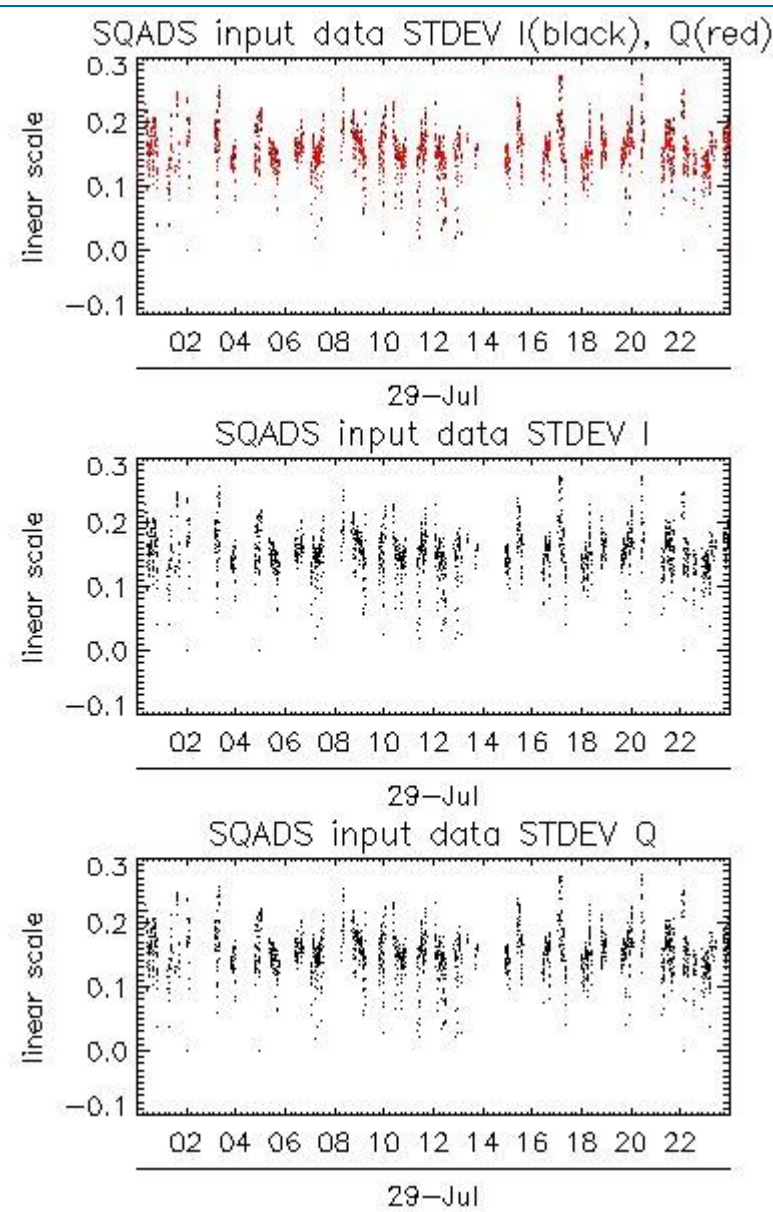 SQADS input data STDEV I(black), Q(red)
linear scale
0.3
0.2
0.1
0.0
−0.1
02 04 06 08 10 12 14 16 18 20 22
29−Jul
SQADS input data STDEV I
linear scale
0.3
0.2
0.1
0.0
−0.1
02 04 06 08 10 12 14 16 18 20 22
29−Jul
SQADS input data STDEV Q
linear scale
0.3
0.2
0.1
0.0
−0.1
02 04 06 08 10 12 14 16 18 20 22
29−Jul